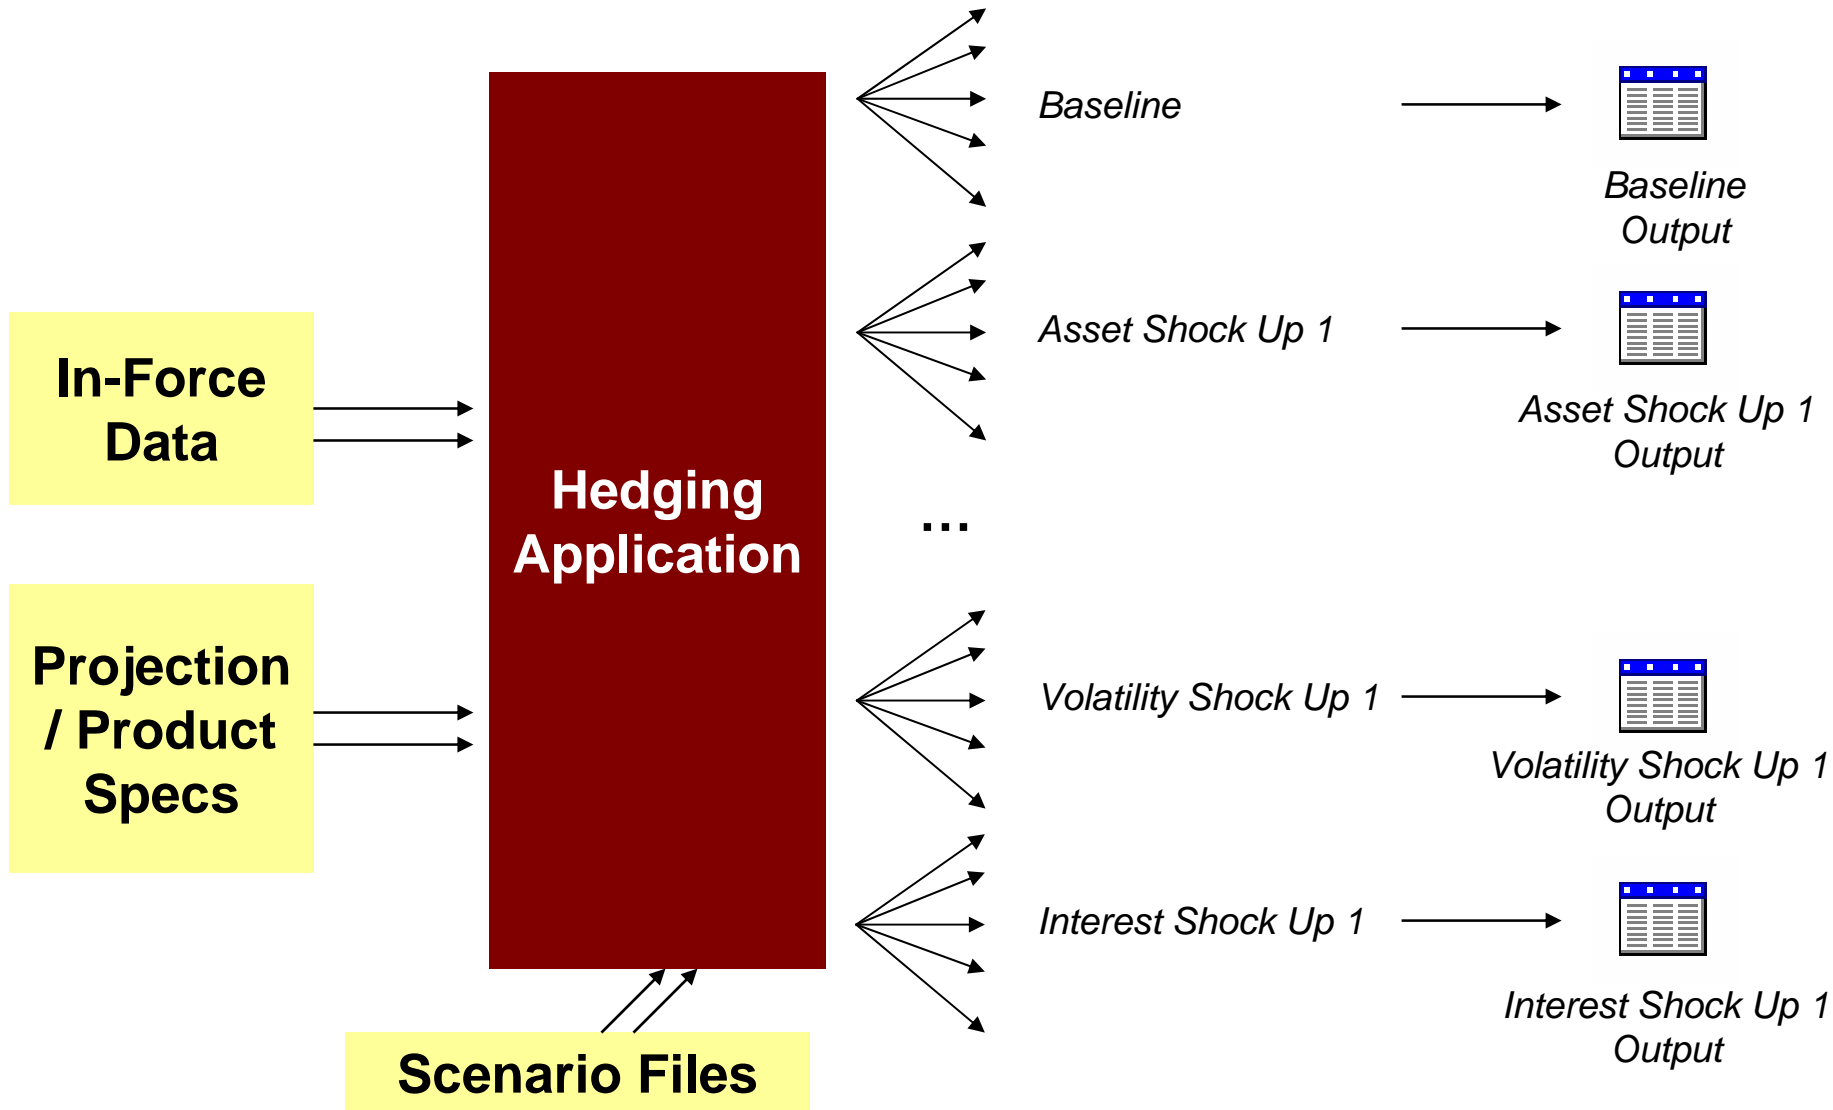 In-Force
Data
Projection
/ Product
Specs
Scenario Files
Hedging
Application
...
Baseline
Baseline
Output
Asset Shock Up 1
Asset Shock Up 1
Output
Volatility Shock Up 1
Volatility Shock Up 1
Output
Interest Shock Up 1
Interest Shock Up 1
Output